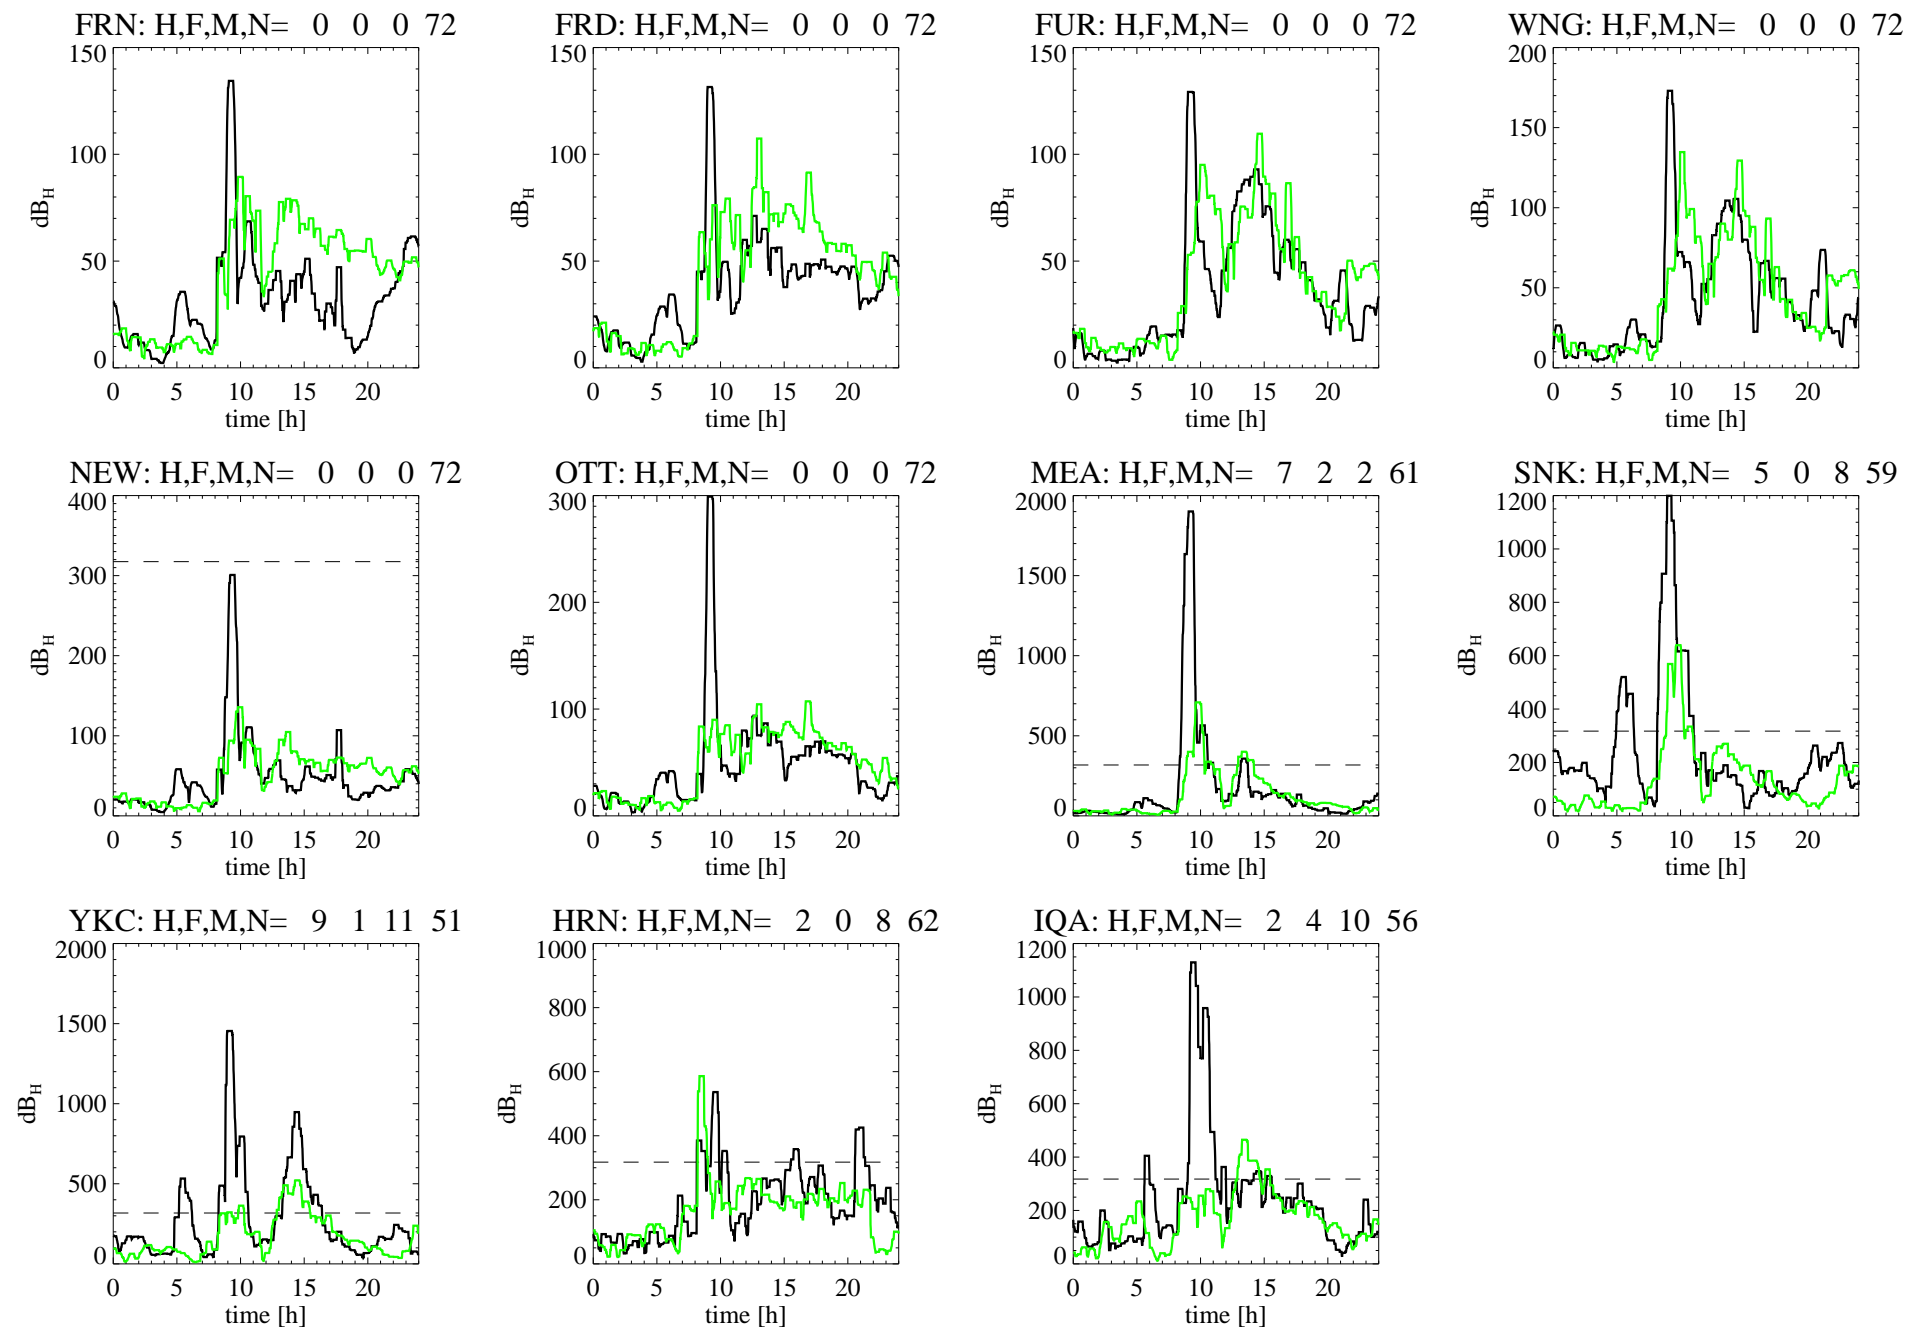 FRN: H,F,M,N= 0 0 0 72
150
100
50
0
dB_H
0 5 10 15 20
time [h]
FRD: H,F,M,N= 0 0 0 72
150
100
50
0
dB_H
0 5 10 15 20
time [h]
FUR: H,F,M,N= 0 0 0 72
150
100
50
0
dB_H
0 5 10 15 20
time [h]
WNG: H,F,M,N= 0 0 0 72
200
150
100
50
0
dB_H
0 5 10 15 20
time [h]
NEW: H,F,M,N= 0 0 0 72
400
300
200
100
0
dB_H
0 5 10 15 20
time [h]
OTT: H,F,M,N= 0 0 0 72
300
200
100
0
dB_H
0 5 10 15 20
time [h]
MEA: H,F,M,N= 7 2 2 61
2000
1500
1000
500
0
dB_H
0 5 10 15 20
time [h]
SNK: H,F,M,N= 5 0 8 59
1200
1000
800
600
400
200
0
dB_H
0 5 10 15 20
time [h]
YKC: H,F,M,N= 9 1 11 51
2000
1500
1000
500
0
dB_H
0 5 10 15 20
time [h]
HRN: H,F,M,N= 2 0 8 62
1000
800
600
400
200
0
dB_H
0 5 10 15 20
time [h]
IQA: H,F,M,N= 2 4 10 56
1200
1000
800
600
400
200
0
dB_H
0 5 10 15 20
time [h]